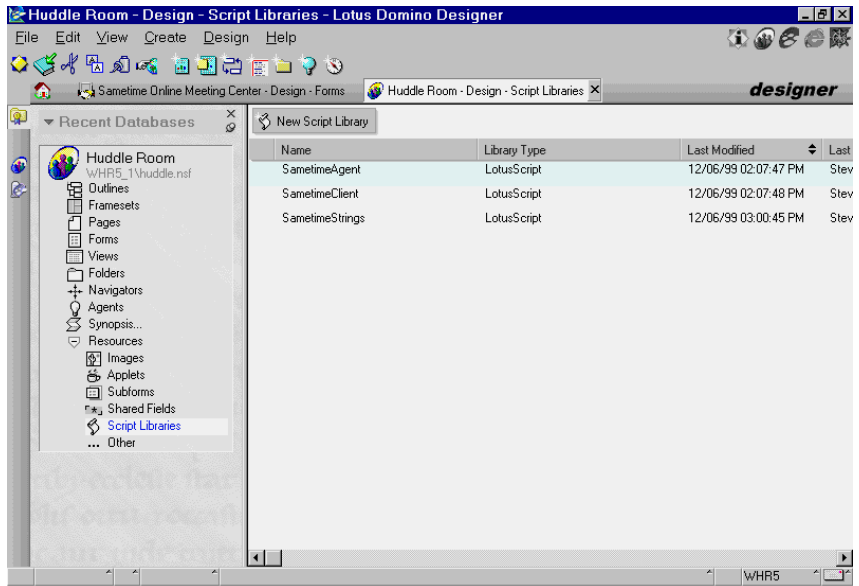 Huddle Room - Design - Script Libraries - Lotus Domino Designer
File Edit View Create Design Help
Sametime Online Meeting Center - Design - Forms
Huddle Room - Design - Script Libraries
designer
Recent Databases
New Script Library
Huddle Room
WHR5_1\huddle.nsf
Outlines
Framesets
Pages
Forms
Views
Folders
Navigators
Agents
Synopsis...
Resources
Images
Applets
Subforms
Shared Fields
Script Libraries
... Other
Name Library Type Last Modified Last
SametimeAgent LotusScript 12/06/99 02:07:47 PM Stev
SametimeClient LotusScript 12/06/99 02:07:48 PM Stev
SametimeStrings LotusScript 12/06/99 03:00:45 PM Stev
WHR5